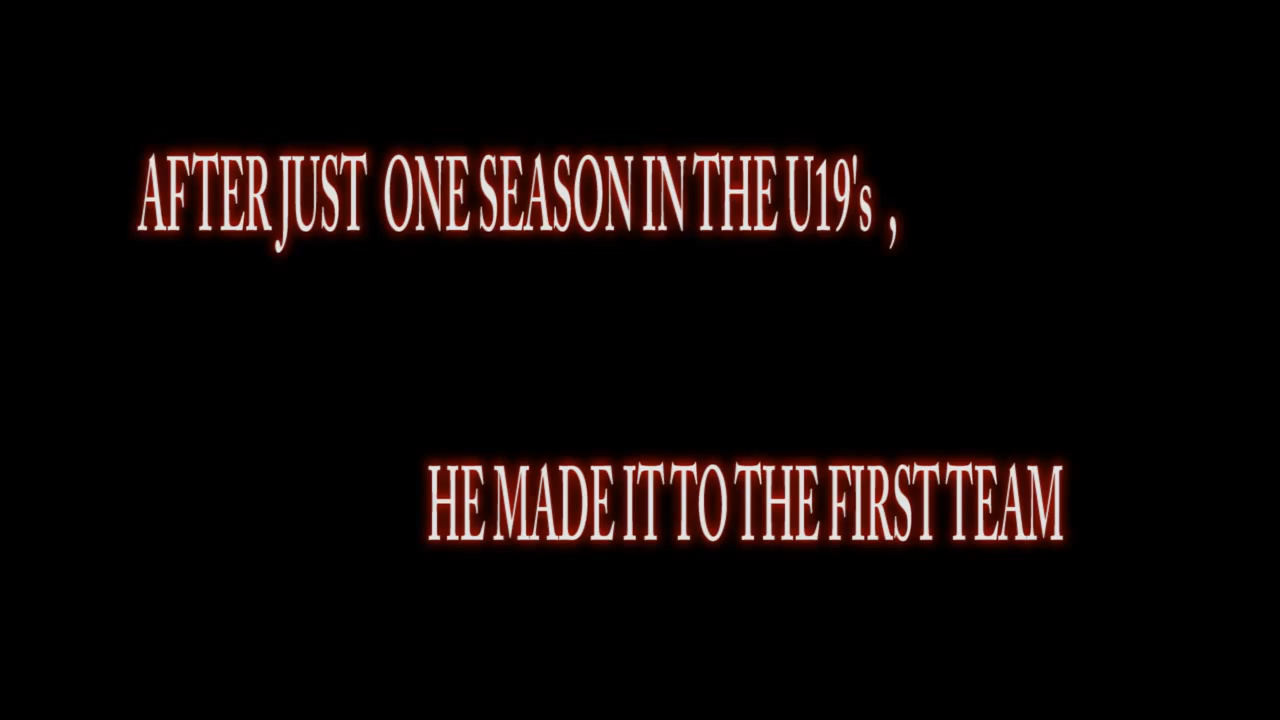 AFTER JUST ONE SEASON IN THE U19's ,
HE MADE IT TO THE FIRST TEAM